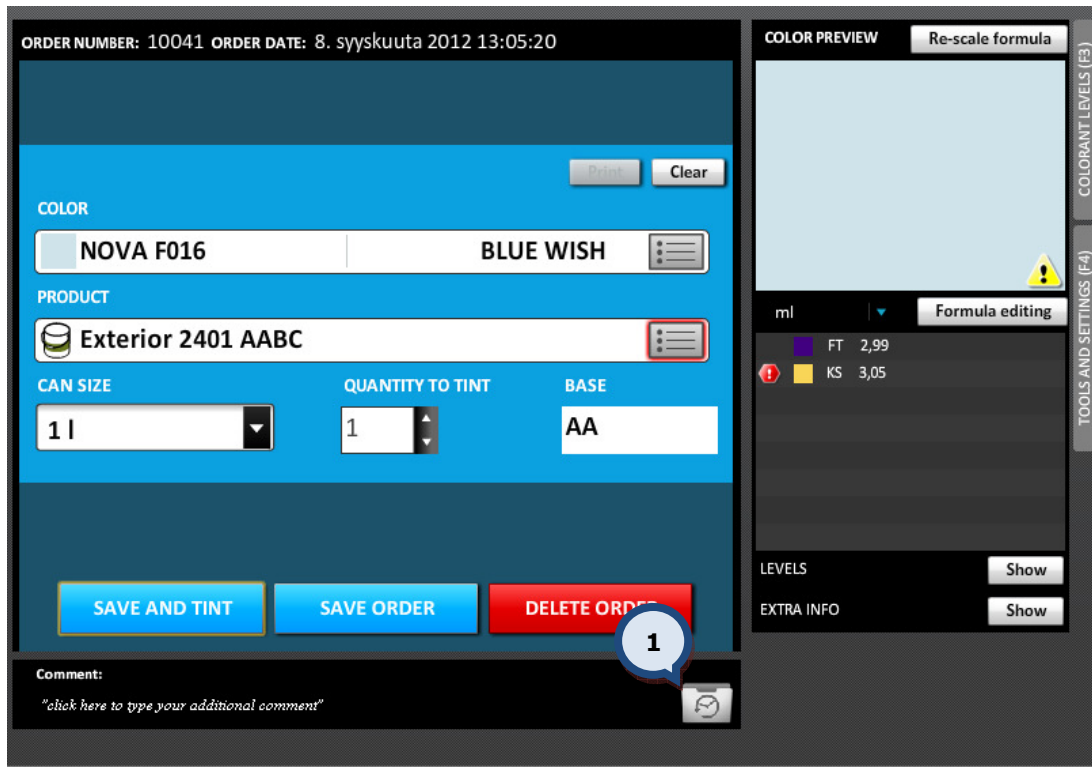 ORDER NUMBER: 10041 ORDER DATE: 8. syyskuuta 2012 13:05:20
Print Clear
COLOR
NOVA F016 BLUE WISH
PRODUCT
Exterior 2401 AABC
CAN SIZE QUANTITY TO TINT BASE
1 l 1 AA
SAVE AND TINT SAVE ORDER DELETE ORDER
1
Comment:
"click here to type your additional comment"
COLOR PREVIEW Re-scale formula
ml Formula editing
FT 2,99
KS 3,05
LEVELS Show
EXTRA INFO Show
COLORANT LEVELS (F3)
TOOLS AND SETTINGS (F4)